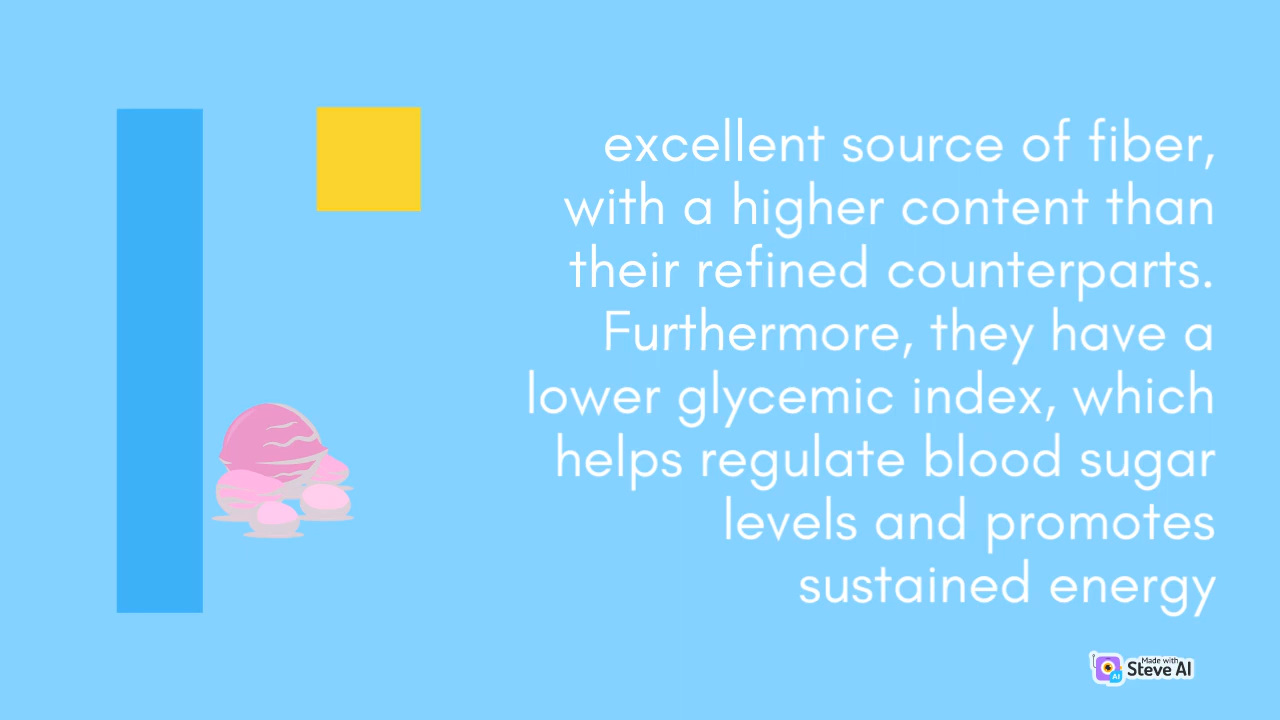 excellent source of fiber,
with a higher content than
their refined counterparts.
Furthermore, they have a
lower glycemic index, which
helps regulate blood sugar
levels and promotes
sustained energy
Made with
Steve AI
AI